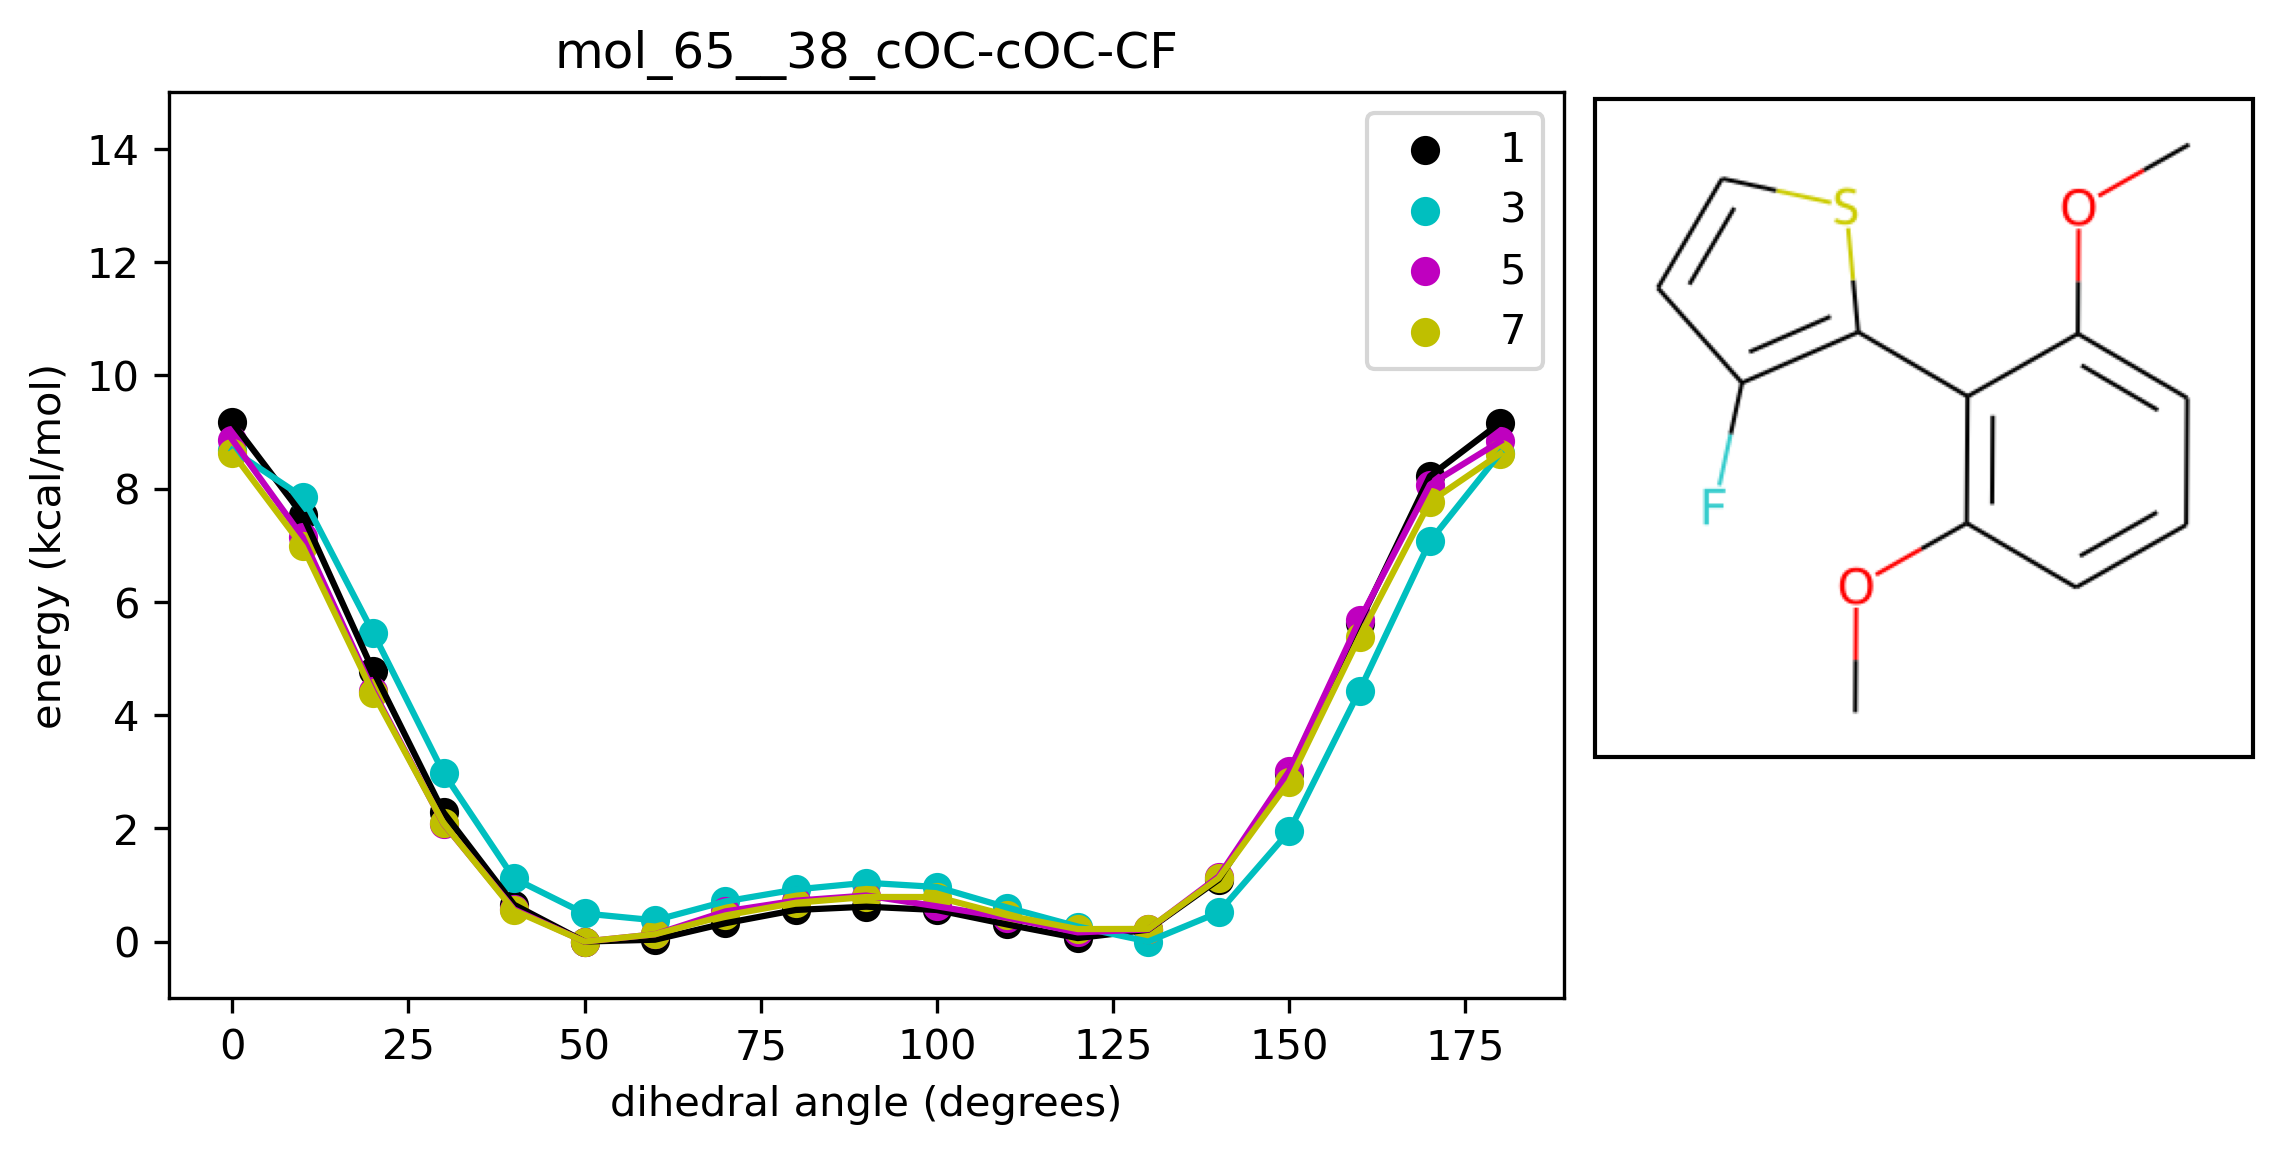 mol_65__38_cOC-cOC-CF
energy (kcal/mol)
14
12
10
8
6
4
2
0
0 25 50 75 100 125 150 175
dihedral angle (degrees)
1
3
5
7
S
O
F
O